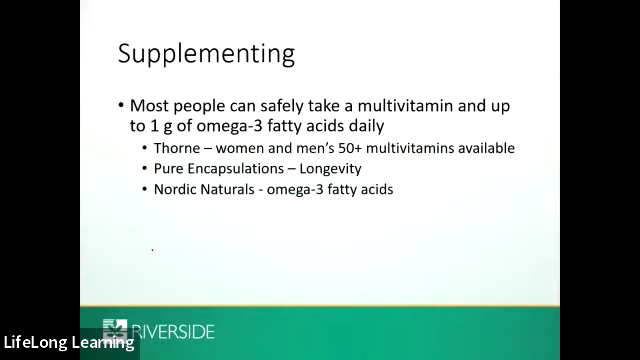 Supplementing
• Most people can safely take a multivitamin and up
to 1 g of omega-3 fatty acids daily
• Thorne – women and men's 50+ multivitamins available
• Pure Encapsulations – Longevity
• Nordic Naturals - omega-3 fatty acids
RIVERSIDE
LifeLong Learning